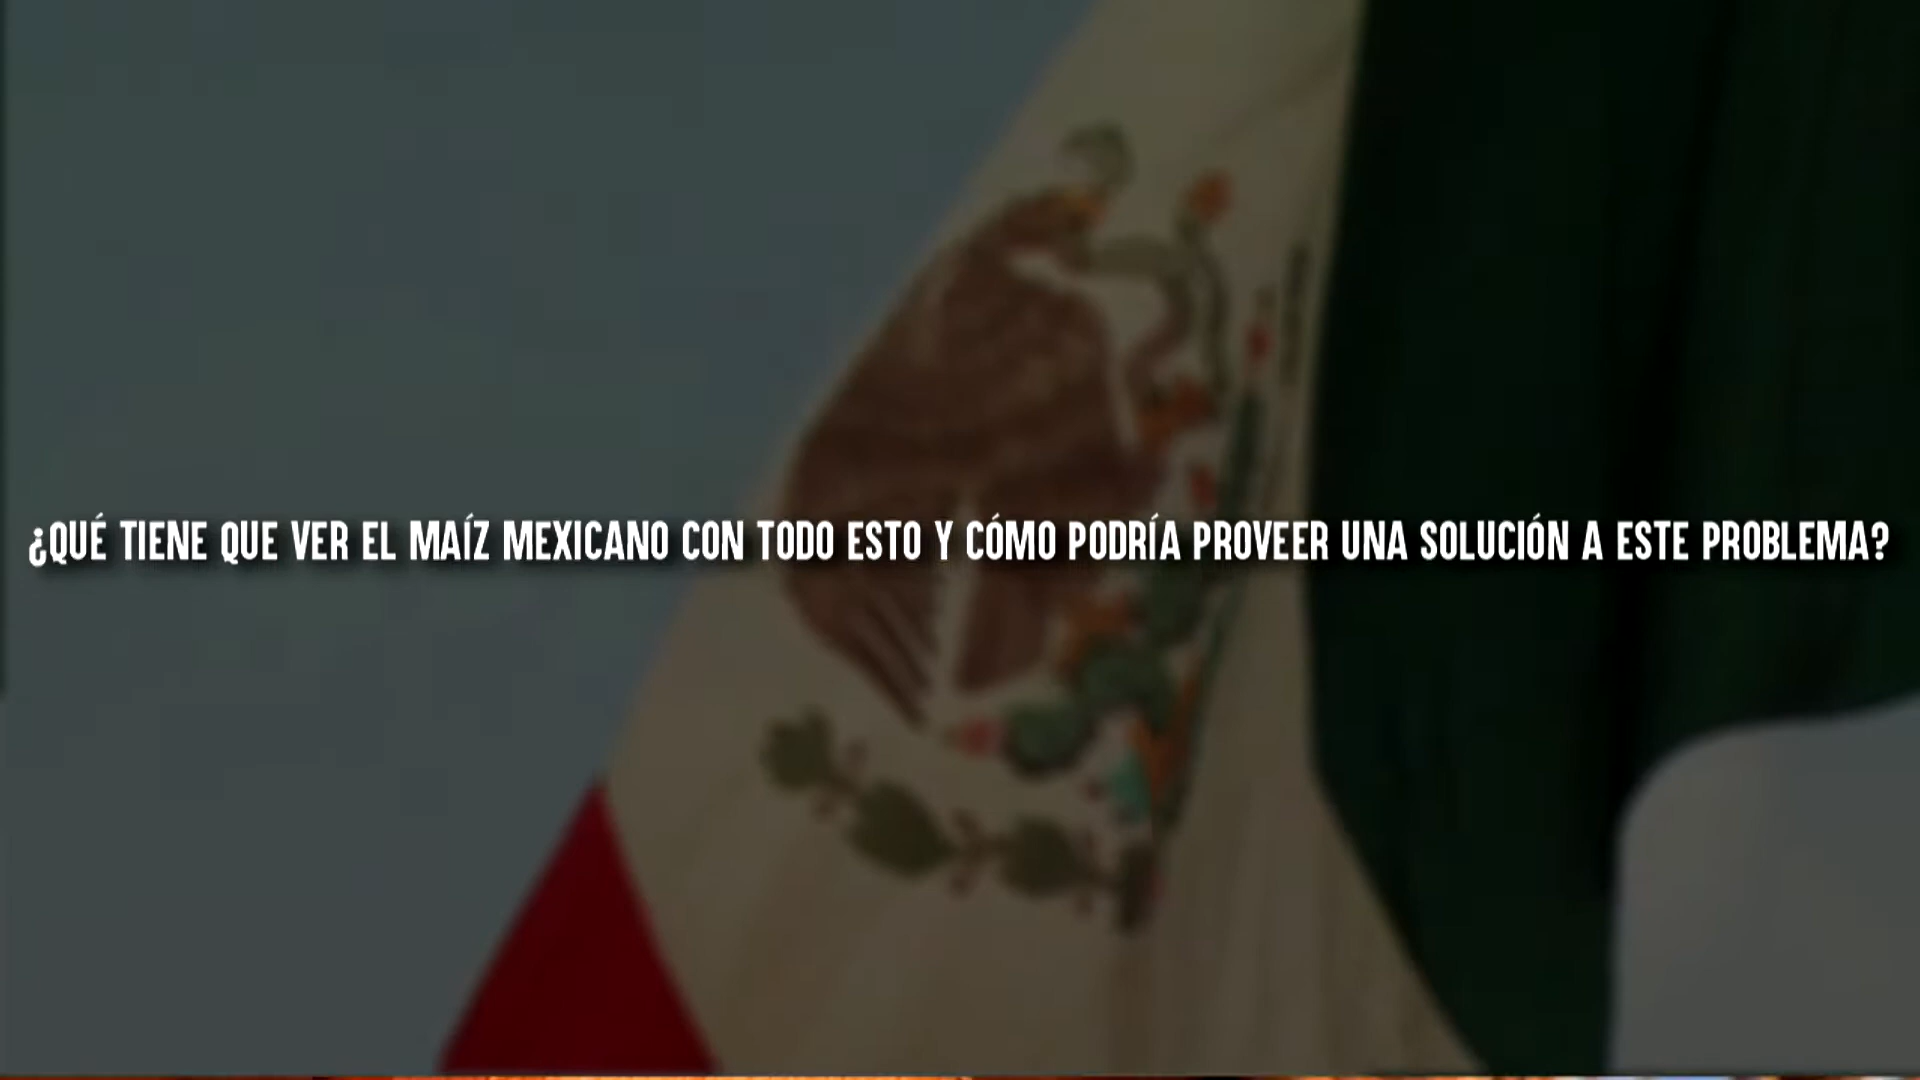 ¿QUÉ TIENE QUE VER EL MAÍZ MEXICANO CON TODO ESTO Y CÓMO PODRÍA PROVEER UNA SOLUCIÓN A ESTE PROBLEMA?